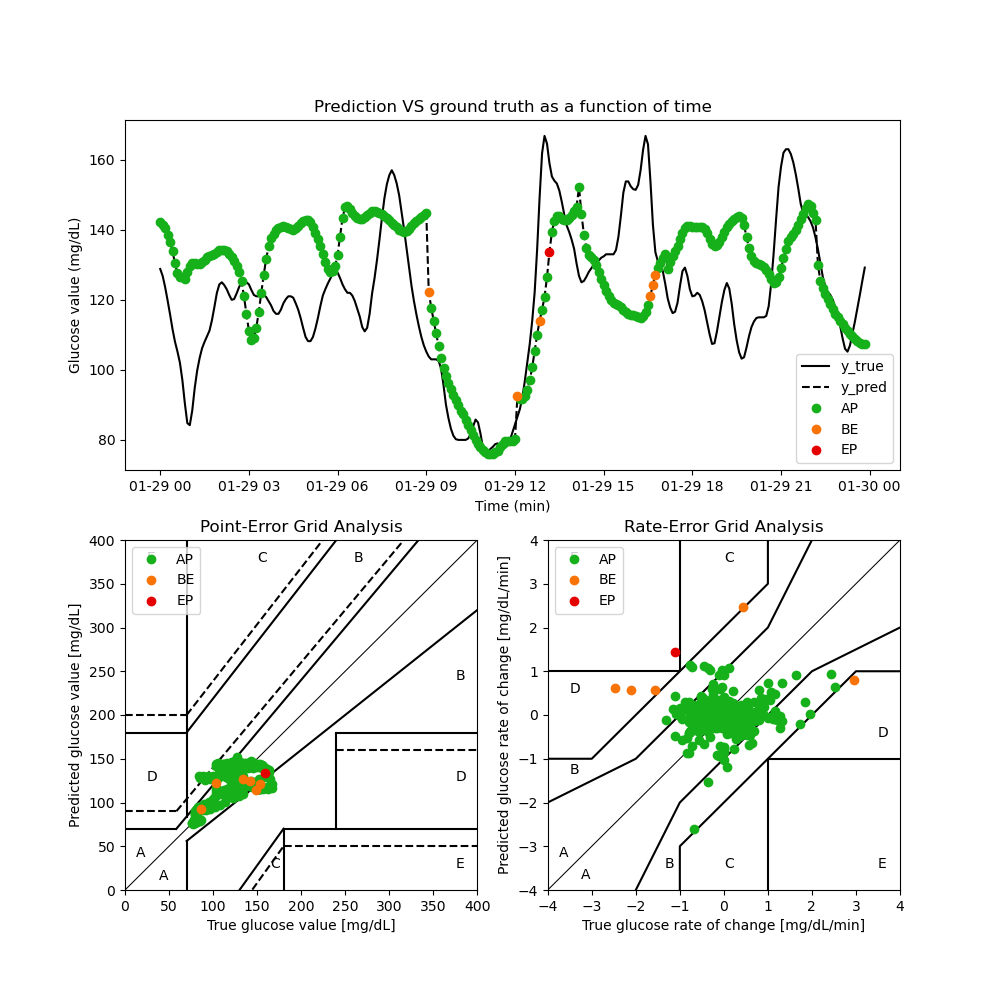 Prediction VS ground truth as a function of time
Glucose value (mg/dL)
160
140
120
100
80
y_true
y_pred
AP
BE
EP
01-29 00 01-29 03 01-29 06 01-29 09 01-29 12 01-29 15 01-29 18 01-29 21 01-30 00
Time (min)
Point-Error Grid Analysis
Predicted glucose value [mg/dL]
400
350
300
250
200
150
100
50
0
AP
BE
EP
C
B
B
D
D
A
A
C
E
0 50 100 150 200 250 300 350 400
True glucose value [mg/dL]
Rate-Error Grid Analysis
Predicted glucose rate of change [mg/dL/min]
4
3
2
1
0
−1
−2
−3
−4
AP
BE
EP
C
D
D
B
A
A
B
C
E
−4 −3 −2 −1 0 1 2 3 4
True glucose rate of change [mg/dL/min]